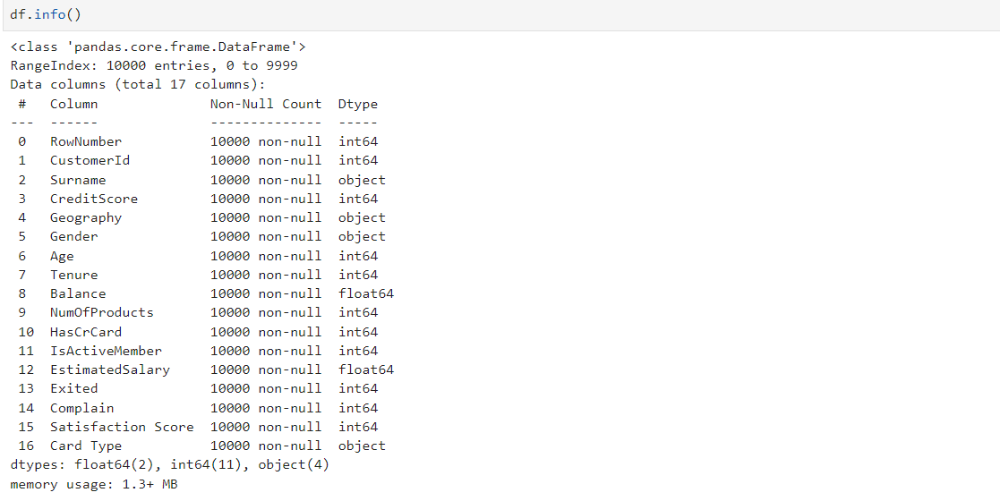 df.info()
<class 'pandas.core.frame.DataFrame'>
RangeIndex: 10000 entries, 0 to 9999
Data columns (total 17 columns):
 #   Column              Non-Null Count  Dtype
---  ------              --------------  -----
 0   RowNumber           10000 non-null  int64
 1   CustomerId          10000 non-null  int64
 2   Surname             10000 non-null  object
 3   CreditScore         10000 non-null  int64
 4   Geography           10000 non-null  object
 5   Gender              10000 non-null  object
 6   Age                 10000 non-null  int64
 7   Tenure              10000 non-null  int64
 8   Balance             10000 non-null  float64
 9   NumOfProducts       10000 non-null  int64
 10  HasCrCard           10000 non-null  int64
 11  IsActiveMember      10000 non-null  int64
 12  EstimatedSalary     10000 non-null  float64
 13  Exited              10000 non-null  int64
 14  Complain            10000 non-null  int64
 15  Satisfaction Score  10000 non-null  int64
 16  Card Type           10000 non-null  object
dtypes: float64(2), int64(11), object(4)
memory usage: 1.3+ MB